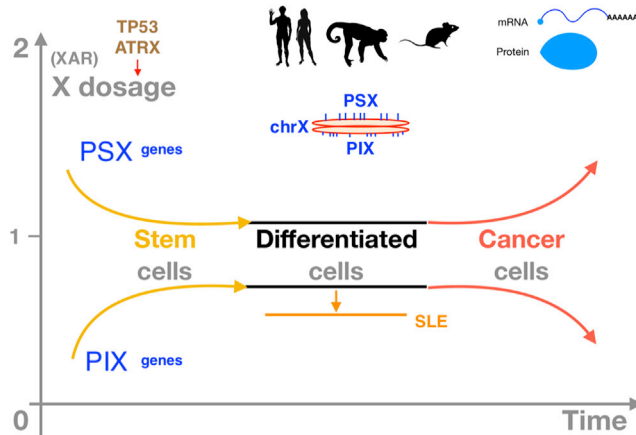 TP53
ATRX
mRNA
AAAAAA
Protein
2
(XAR)
X dosage
PSX
chrX
PIX
PSX genes
1
Stem
cells
Differentiated
cells
Cancer
cells
SLE
PIX genes
0
Time